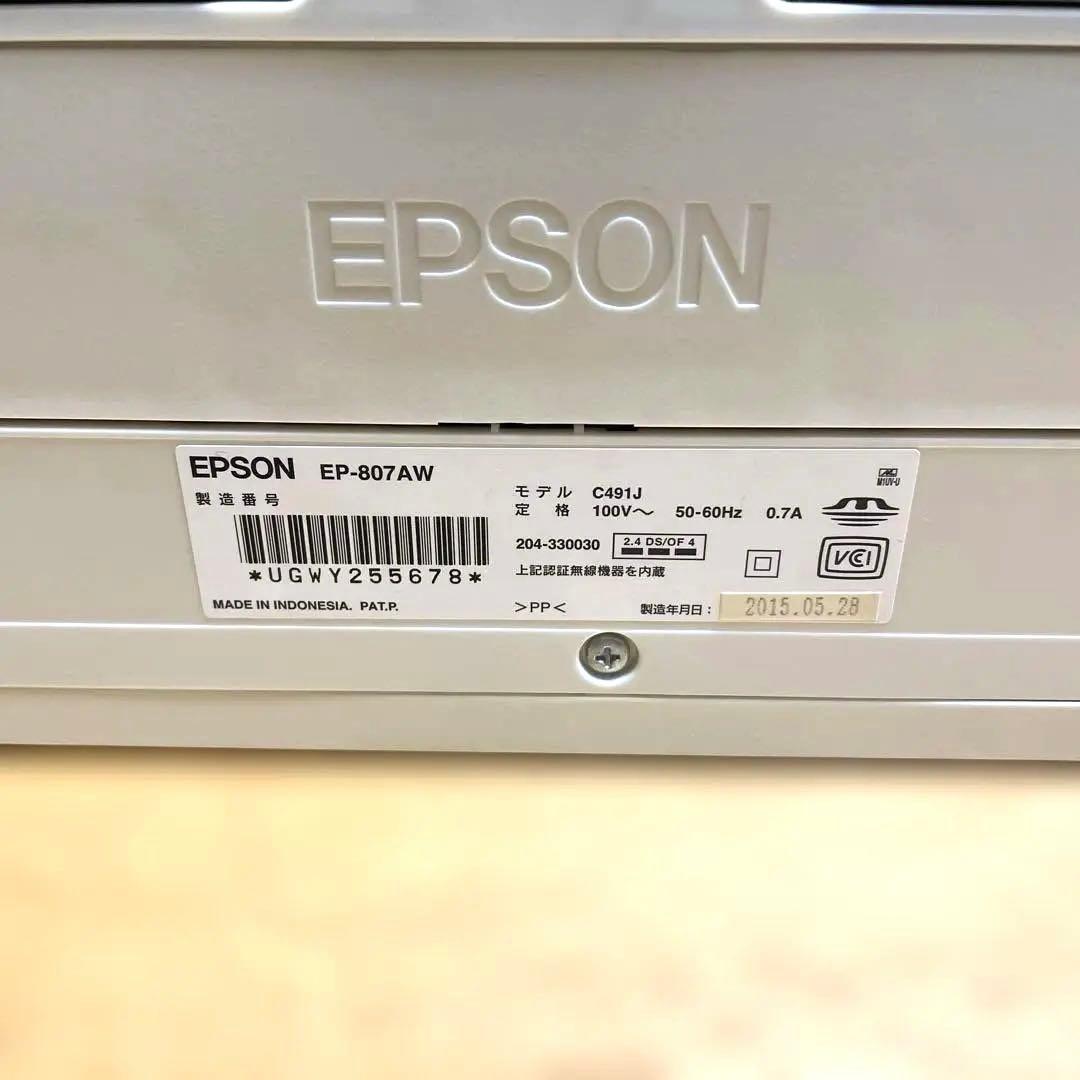 EPSON
EPSON EP-807AW
製造番号
*UGWY255678*
MADE IN INDONESIA. PAT.P.
モデル C491J
定格 100V～ 50-60Hz 0.7A
204-330030 2.4 DS/OF 4
上記認証無線機器を内蔵
>PP< 製造年月日: 2015.05.28
M1UV-U
VCI